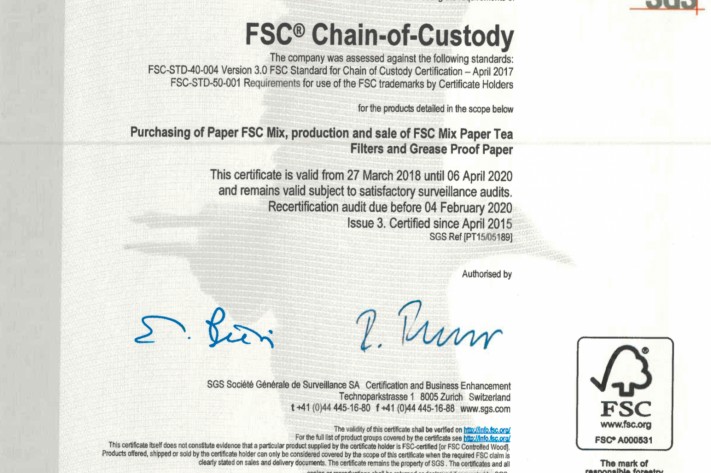 SGS
FSC® Chain-of-Custody
The company was assessed against the following standards:
FSC-STD-40-004 Version 3.0 FSC Standard for Chain of Custody Certification – April 2017
FSC-STD-50-001 Requirements for use of the FSC trademarks by Certificate Holders
for the products detailed in the scope below
Purchasing of Paper FSC Mix, production and sale of FSC Mix Paper Tea
Filters and Grease Proof Paper
This certificate is valid from 27 March 2018 until 06 April 2020
and remains valid subject to satisfactory surveillance audits.
Recertification audit due before 04 February 2020
Issue 3. Certified since April 2015
SGS Ref [PT15/05189]
Authorised by
SGS Société Générale de Surveillance SA Certification and Business Enhancement
Technoparkstrasse 1 8005 Zurich Switzerland
t +41 (0)44 445-16-80 f +41 (0)44 445-16-88 www.sgs.com
The validity of this certificate shall be verified on http://info.fsc.org/
For the full list of product groups covered by the certificate see http://info.fsc.org/
This certificate itself does not constitute evidence that a particular product supplied by the certificate holder is FSC-certified [or FSC Controlled Wood].
Products offered, shipped or sold by the certificate holder can only be considered covered by the scope of this certificate when the required FSC claim is
clearly stated on sales and delivery documents. The certificate remains the property of SGS. The certificates and all
FSC
www.fsc.org
FSC® A000531
The mark of
responsible forestry